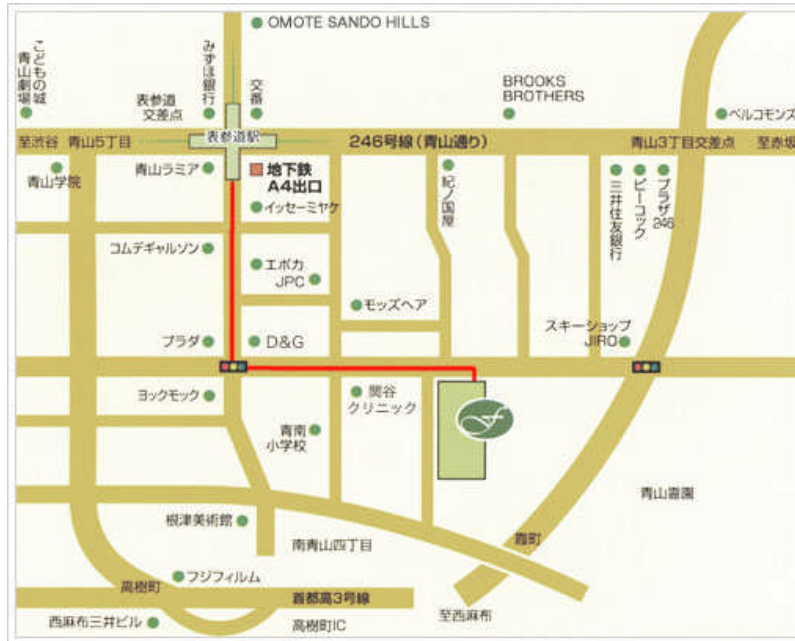 OMOTE SANDO HILLS
こどもの城
青山劇場
みずほ銀行
表参道
交差点
交番
BROOKS
BROTHERS
ベルコモンズ
至渋谷
青山5丁目
表参道駅
246号線(青山通り)
青山3丁目交差点
至赤坂
青山学院
青山ラミア
地下鉄
A4出口
紀ノ国屋
三井住友銀行
ピーコック
プラザ246
イッセーミヤケ
コムデギャルソン
エポカ
JPC
モッズヘア
スキーショップ
JIRO
プラダ
D&G
ヨックモック
関谷
クリニック
青南
小学校
青山霊園
根津美術館
南青山四丁目
霞町
フジフィルム
高樹町
首都高3号線
至西麻布
西麻布三井ビル
高樹町IC